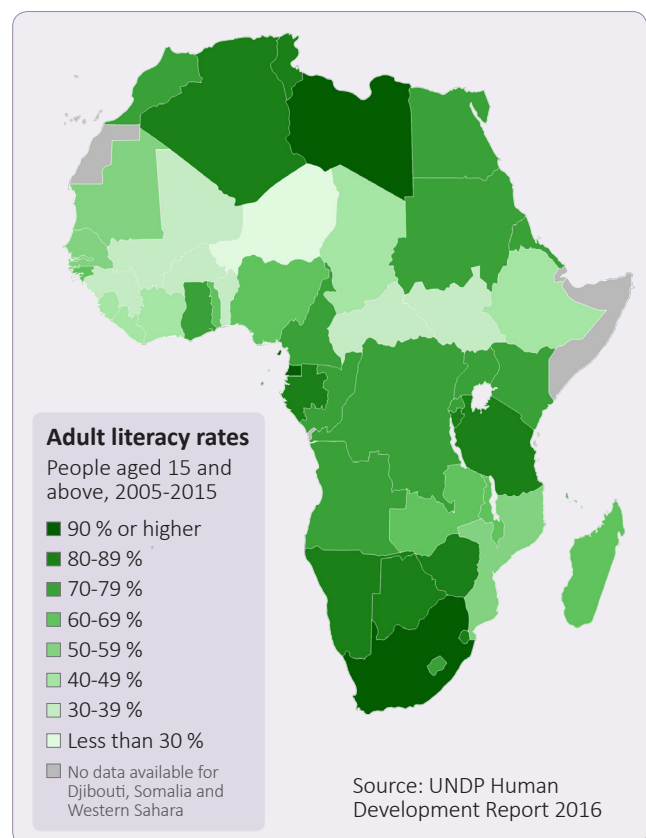 Adult literacy rates
People aged 15 and
above, 2005-2015
90 % or higher
80-89 %
70-79 %
60-69 %
50-59 %
40-49 %
30-39 %
Less than 30 %
No data available for
Djibouti, Somalia and
Western Sahara
Source: UNDP Human
Development Report 2016